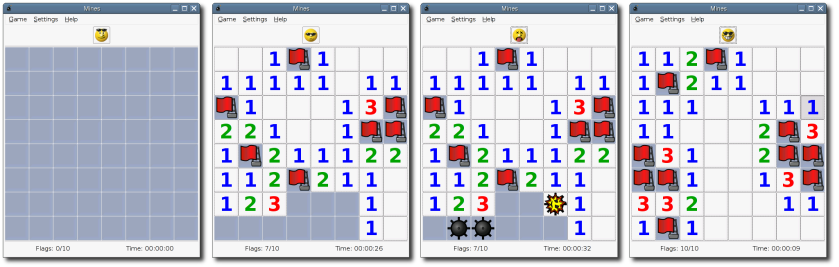 Mines
Game Settings Help
Flags: 0/10 Time: 00:00:00
Mines
Game Settings Help
1 1
1 1 1 1 1 1 1
1 1 3
2 2 1 1
1 2 1 1 1 2 2
1 1 2 2 1 1
1 2 3 1
1
Flags: 7/10 Time: 00:00:26
Mines
Game Settings Help
1 1
1 1 1 1 1 1 1
1 1 3
2 2 1 1
1 2 1 1 1 2 2
1 1 2 2 1 1
1 2 3 1
1
Flags: 7/10 Time: 00:00:32
Mines
Game Settings Help
1 1 2 1
1 2 1 1
1 1 1 1 1 1
1 1 2 3
3 1 2
1 1 3
3 3 2 1 1
1 1
Flags: 10/10 Time: 00:00:09